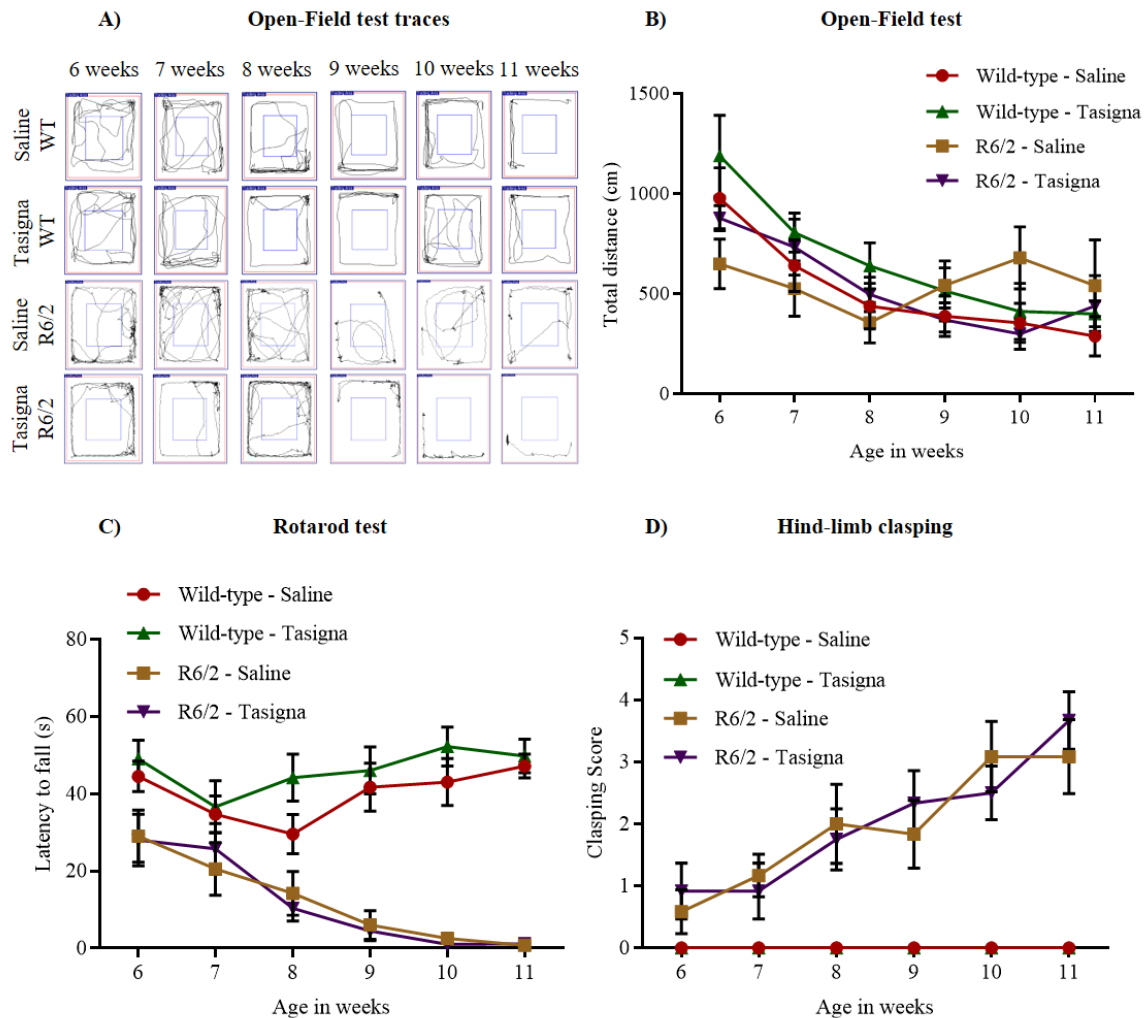 A) Open-Field test traces
6 weeks 7 weeks 8 weeks 9 weeks 10 weeks 11 weeks
Saline
WT
Tasigna
WT
Saline
R6/2
Tasigna
R6/2
B) Open-Field test
Wild-type - Saline
Wild-type - Tasigna
R6/2 - Saline
R6/2 - Tasigna
Total distance (cm)
1500
1000
500
0
6 7 8 9 10 11
Age in weeks
C) Rotarod test
Wild-type - Saline
Wild-type - Tasigna
R6/2 - Saline
R6/2 - Tasigna
Latency to fall (s)
80
60
40
20
0
6 7 8 9 10 11
Age in weeks
D) Hind-limb clasping
Wild-type - Saline
Wild-type - Tasigna
R6/2 - Saline
R6/2 - Tasigna
Clasping Score
5
4
3
2
1
0
6 7 8 9 10 11
Age in weeks